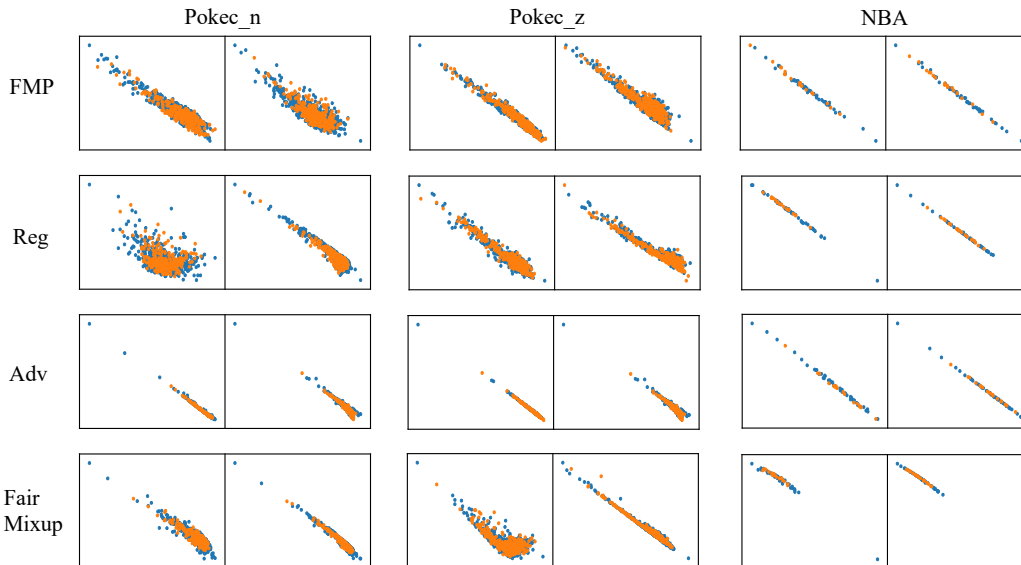 Pokec_n
Pokec_z
NBA
FMP
Reg
Adv
Fair
Mixup